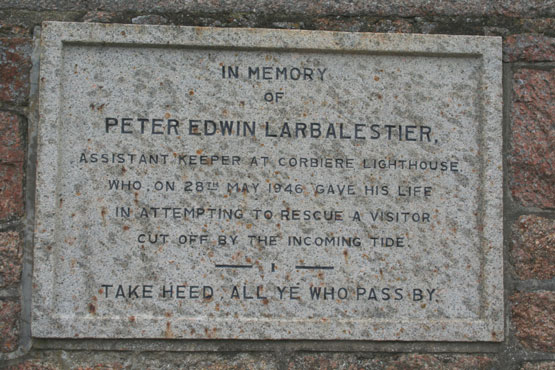 IN MEMORY
OF
PETER EDWIN LARBALESTIER,
ASSISTANT KEEPER AT CORBIERE LIGHTHOUSE,
WHO, ON 28TH MAY 1946 GAVE HIS LIFE
IN ATTEMPTING TO RESCUE A VISITOR
CUT OFF BY THE INCOMING TIDE.
TAKE HEED, ALL YE WHO PASS BY.